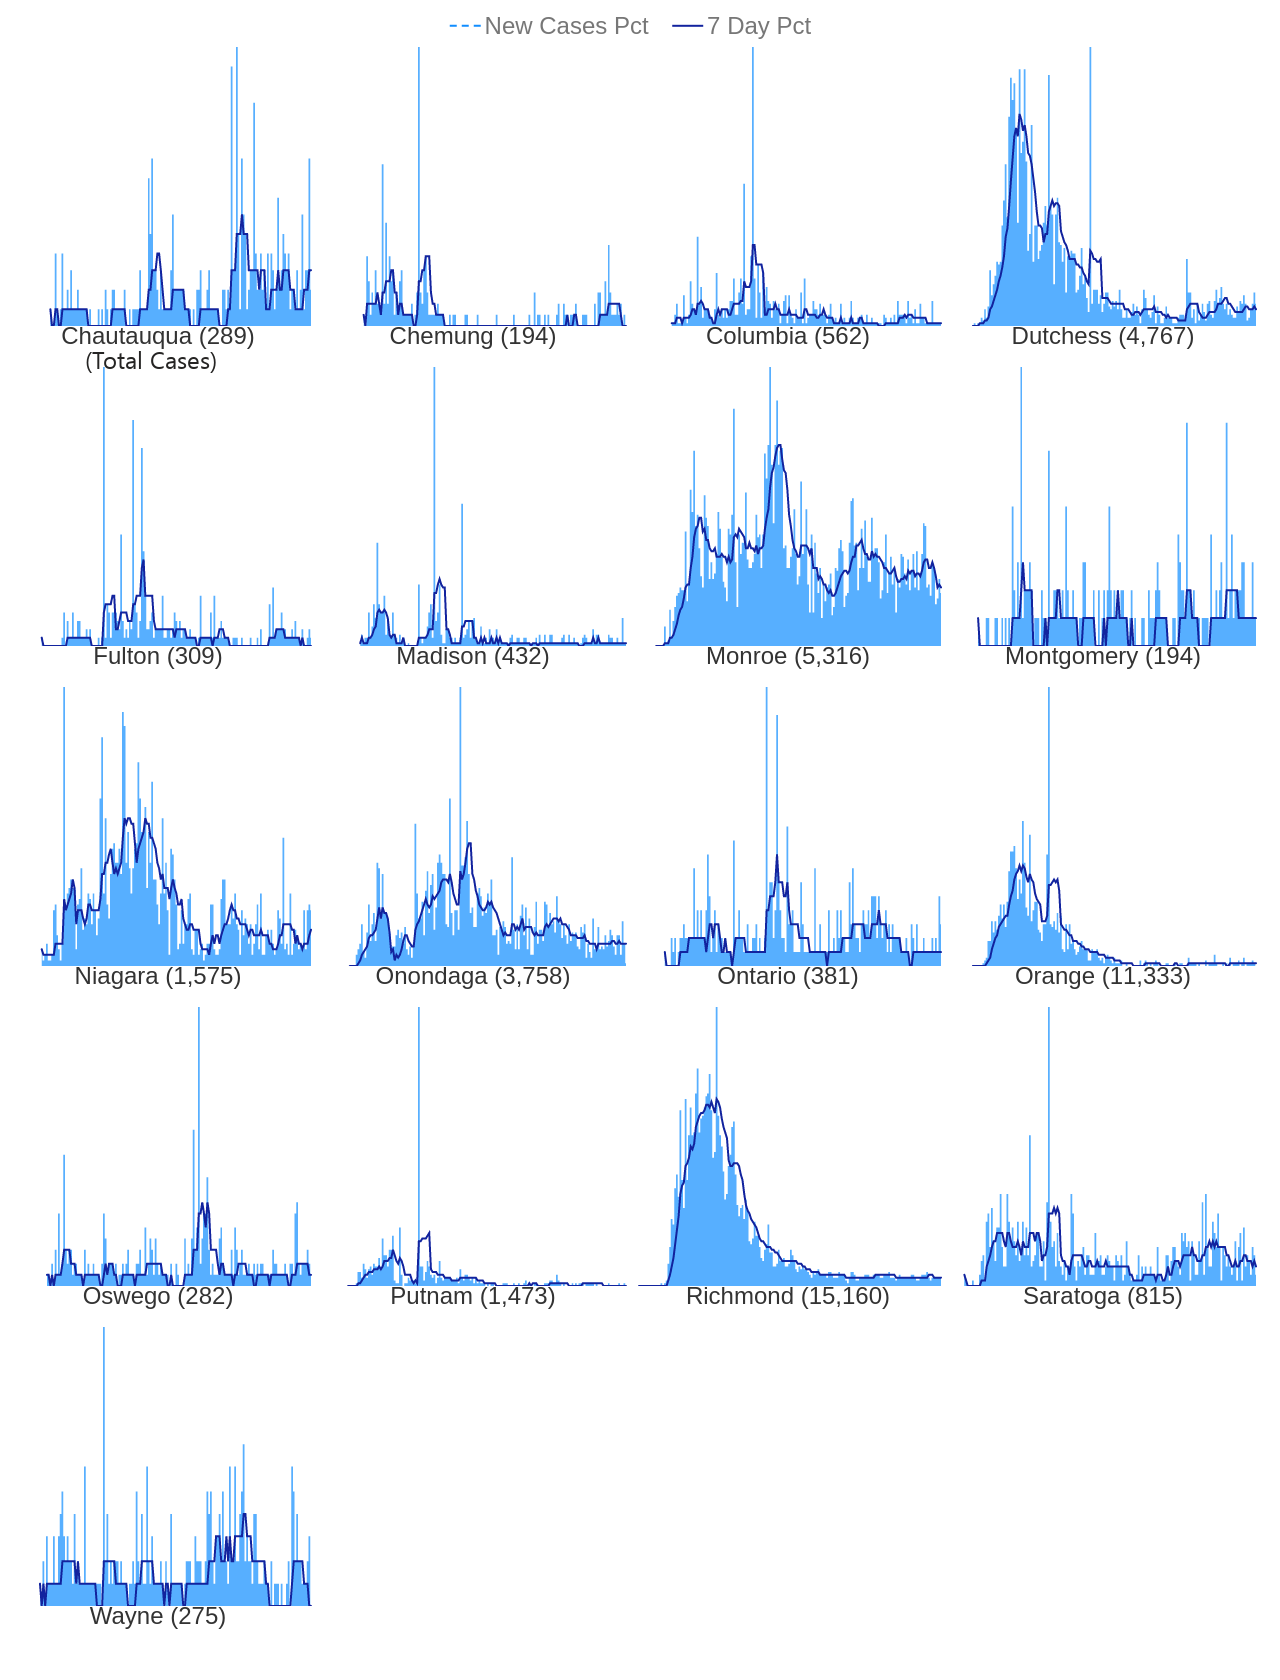 New Cases Pct 7 Day Pct
Chautauqua (289) Chemung (194) Columbia (562) Dutchess (4,767)
(Total Cases)
Fulton (309) Madison (432) Monroe (5,316) Montgomery (194)
Niagara (1,575) Onondaga (3,758) Ontario (381) Orange (11,333)
Oswego (282) Putnam (1,473) Richmond (15,160) Saratoga (815)
Wayne (275)